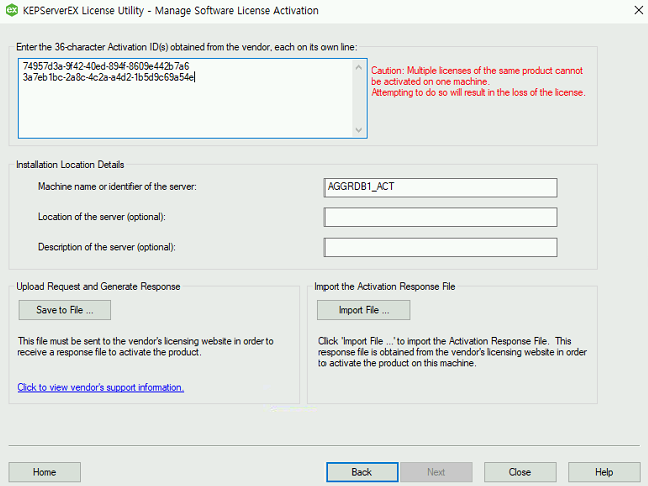 ex KEPServerEX License Utility - Manage Software License Activation
Enter the 36-character Activation ID(s) obtained from the vendor, each on its own line:
74957d3a-9f42-40ed-894f-8609e442b7a6
3a7eb1bc-2a8c-4c2a-a4d2-1b5d9c69a54e
Caution: Multiple licenses of the same product cannot
be activated on one machine.
Attempting to do so will result in the loss of the license.
Installation Location Details
Machine name or identifier of the server:
AGGRDB1_ACT
Location of the server (optional):
Description of the server (optional):
Upload Request and Generate Response
Save to File ...
This file must be sent to the vendor's licensing website in order to
receive a response file to activate the product.
Click to view vendor's support information.
Import the Activation Response File
Import File ...
Click 'Import File ...' to import the Activation Response File. This
response file is obtained from the vendor's licensing website in order
to activate the product on this machine.
Home
Back
Next
Close
Help